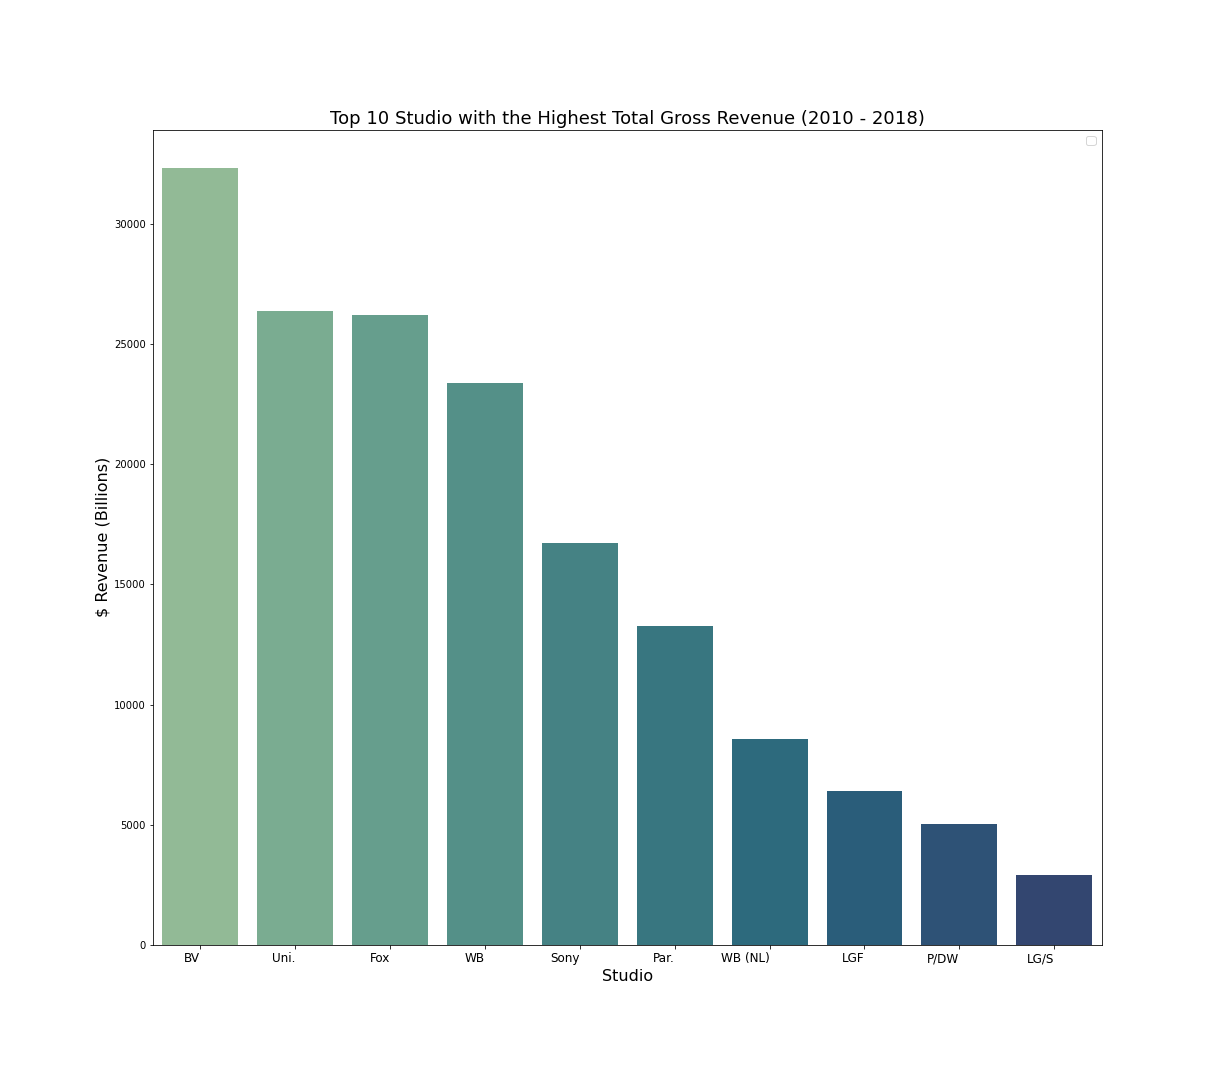 Top 10 Studio with the Highest Total Gross Revenue (2010 - 2018)
$ Revenue (Billions)
30000
25000
20000
15000
10000
5000
0
BV Uni. Fox WB Sony Par. WB (NL) LGF P/DW LG/S
Studio